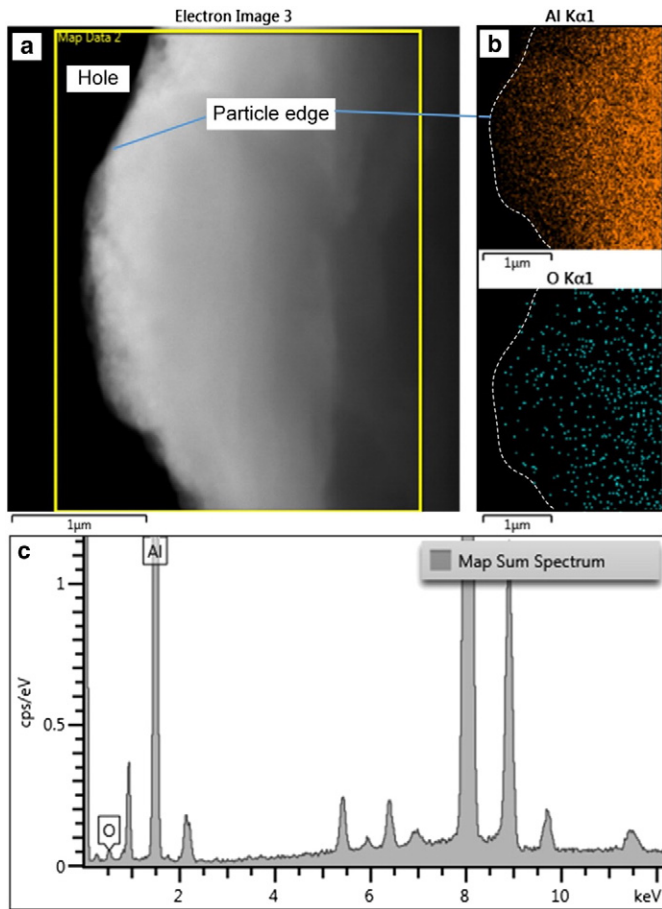 Electron Image 3
a
Map Data 2
Hole
Particle edge
1µm
b
Al Kα1
1µm
O Kα1
1µm
c
Al
Map Sum Spectrum
1
cps/eV
0.5
O
0
2
4
6
8
10
keV